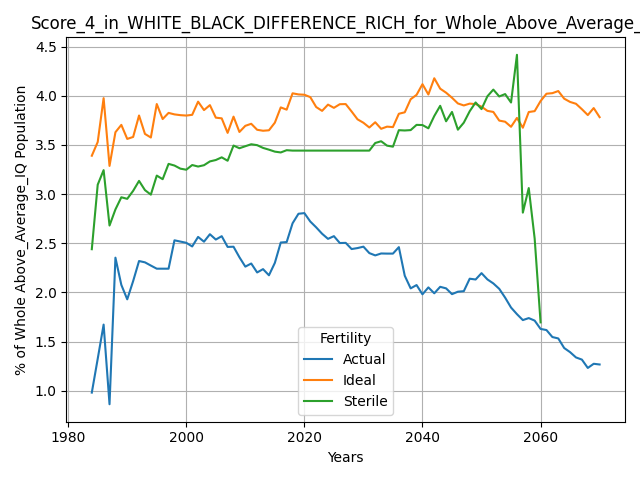 Score_4_in_WHITE_BLACK_DIFFERENCE_RICH_for_Whole_Above_Average_
% of Whole Above_Average_IQ Population
4.5
4.0
3.5
3.0
2.5
2.0
1.5
1.0
Fertility
Actual
Ideal
Sterile
1980
2000
2020
2040
2060
Years